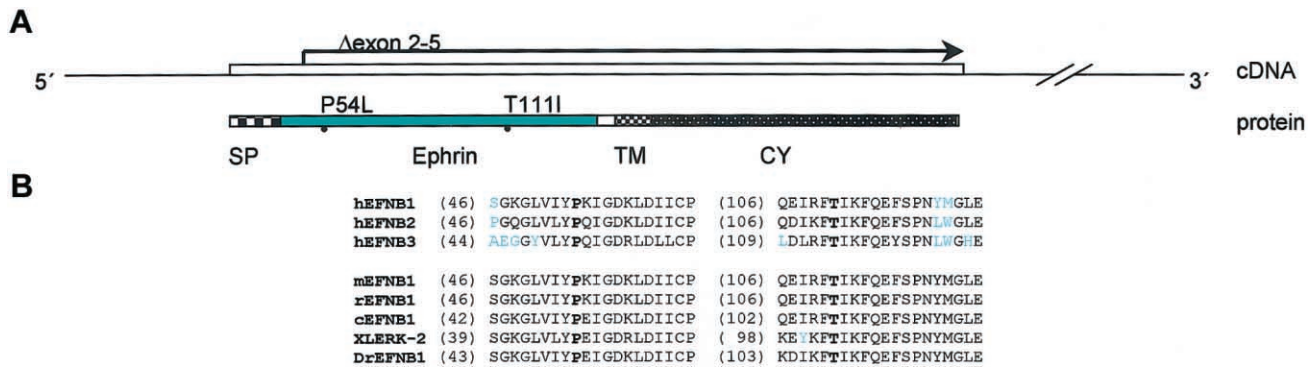 A
Δexon 2-5
5′ 3′ cDNA
P54L T111I
protein
SP Ephrin TM CY
B
hEFNB1 (46) SGKGLVIYPKIGDKLDIICP (106) QEIRFTIKFQEFSPNYMGLE
hEFNB2 (46) PGQGLVLYPQIGDKLDIICP (106) QDIKFTIKFQEFSPNLWGLE
hEFNB3 (44) AEGGYVLYPQIGDRLDLLCP (109) LDLRFTIKFQEYSPNLWGHE
mEFNB1 (46) SGKGLVIYPKIGDKLDIICP (106) QEIRFTIKFQEFSPNYMGLE
rEFNB1 (46) SGKGLVIYPKIGDKLDIICP (106) QEIRFTIKFQEFSPNYMGLE
cEFNB1 (42) SGKGLVIYPEIGDKLDIICP (102) QEIRFTIKFQEFSPNYMGLE
XLERK-2 (39) SGKGLVLYPEIGDKLDIICP ( 98) KEYKFTIKFQEFSPNYMGLE
DrEFNB1 (43) SGKGLVIYPEIGDKLDIICP (103) KDIKFTIKFQEFSPNYMGLE